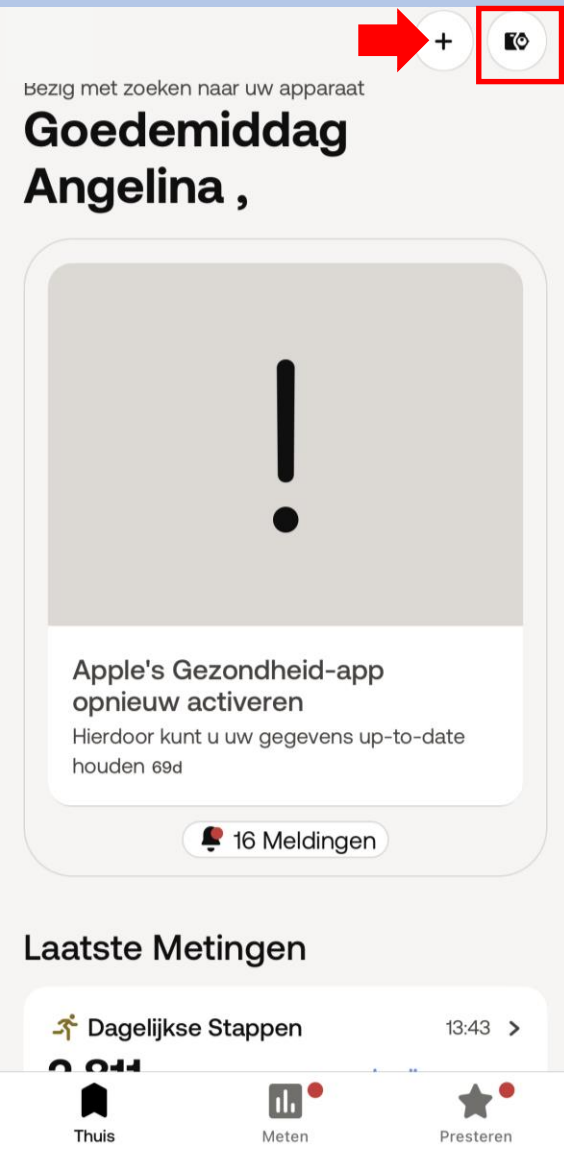 Bezig met zoeken naar uw apparaat
Goedemiddag
Angelina ,
Apple's Gezondheid-app
opnieuw activeren
Hierdoor kunt u uw gegevens up-to-date
houden 69d
16 Meldingen
Laatste Metingen
Dagelijkse Stappen 13:43
Thuis Meten Presteren